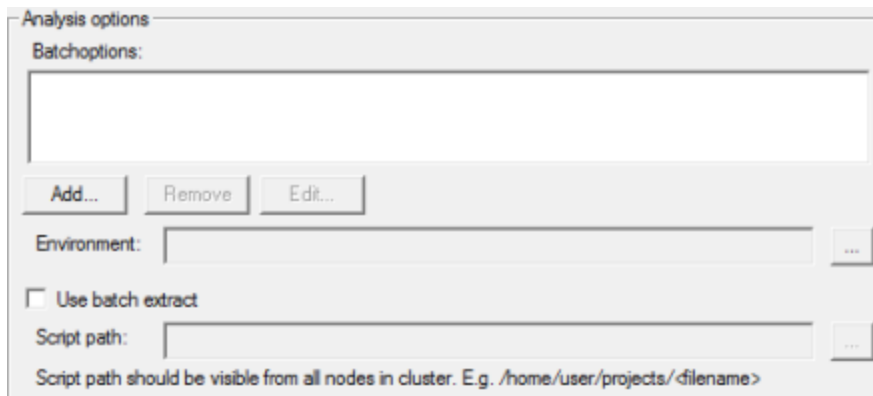 Analysis options
Batchoptions:
Add... Remove Edit...
Environment: ...
Use batch extract
Script path: ...
Script path should be visible from all nodes in cluster. E.g. /home/user/projects/<filename>